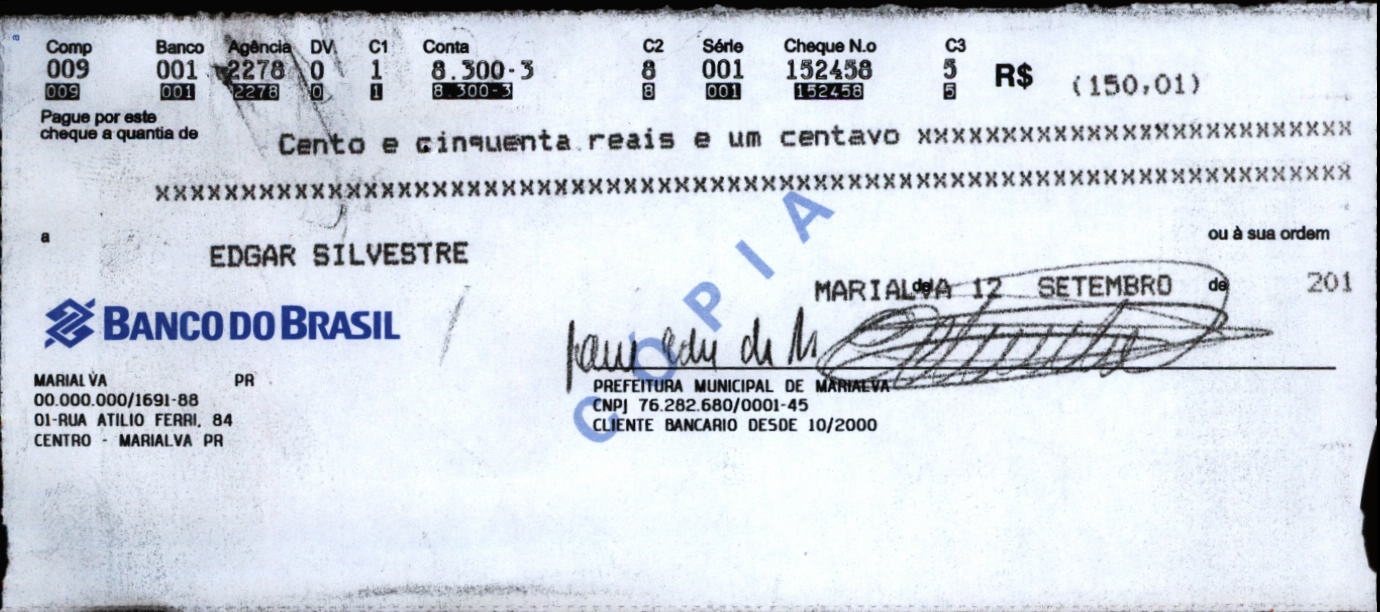 Comp Banco Agência DV C1 Conta C2 Série Cheque N.o C3
009 001 2278 0 1 8.300-3 8 001 152458 5 R$ (150,01)
009 001 2278 0 1 8.300-3 8 001 152458 5
Pague por este
cheque a quantia de
Cento e cinquenta reais e um centavo xxxxxxxxxxxxxxxxxxxxxxxxxxxxxx
xxxxxxxxxxxxxxxxxxxxxxxxxxxxxxxxxxxxxxxxxxxxxxxxxxxxxxxxxxxxxxxxxxxxxxxxxxxxxxxxxxx
a EDGAR SILVESTRE ou à sua ordem
MARIALVA de 12 SETEMBRO de 201
BANCO DO BRASIL
CÓPIA
MARIALVA PR
00.000.000/1691-88
01-RUA ATILIO FERRI, 84
CENTRO - MARIALVA PR
PREFEITURA MUNICIPAL DE MARIALVA
CNPJ 76.282.680/0001-45
CLIENTE BANCARIO DESDE 10/2000